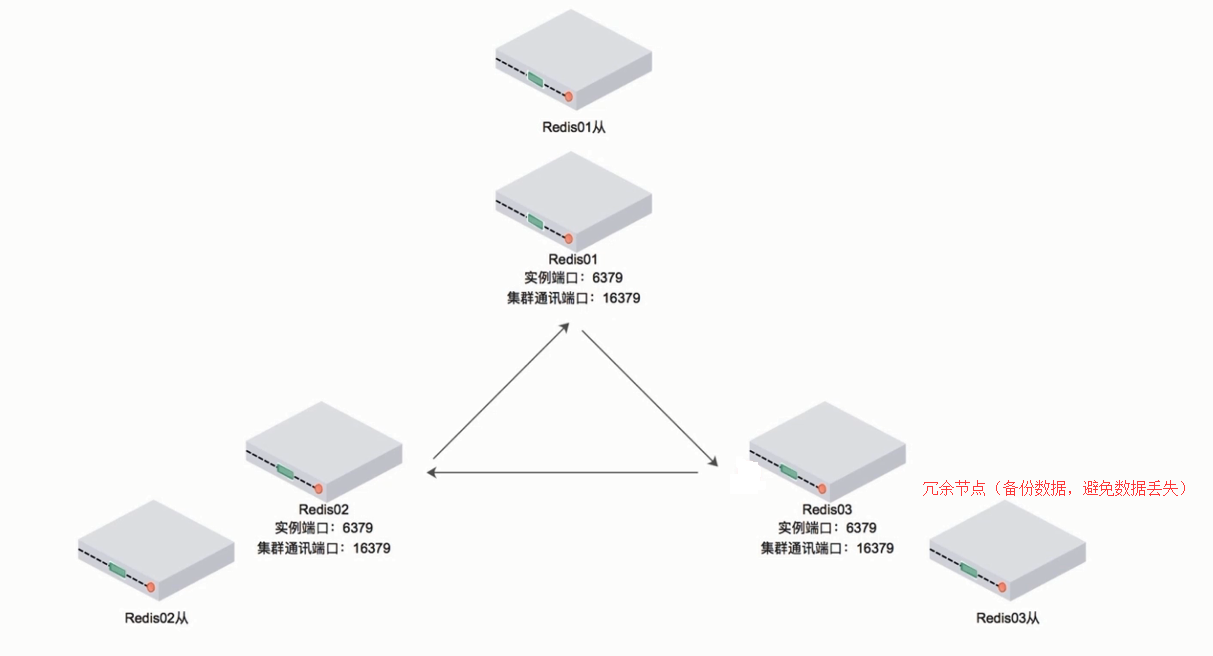 Redis01从
Redis01
实例端口：6379
集群通讯端口：16379
Redis02
实例端口：6379
集群通讯端口：16379
Redis02从
Redis03
实例端口：6379
集群通讯端口：16379
冗余节点（备份数据，避免数据丢失）
Redis03从